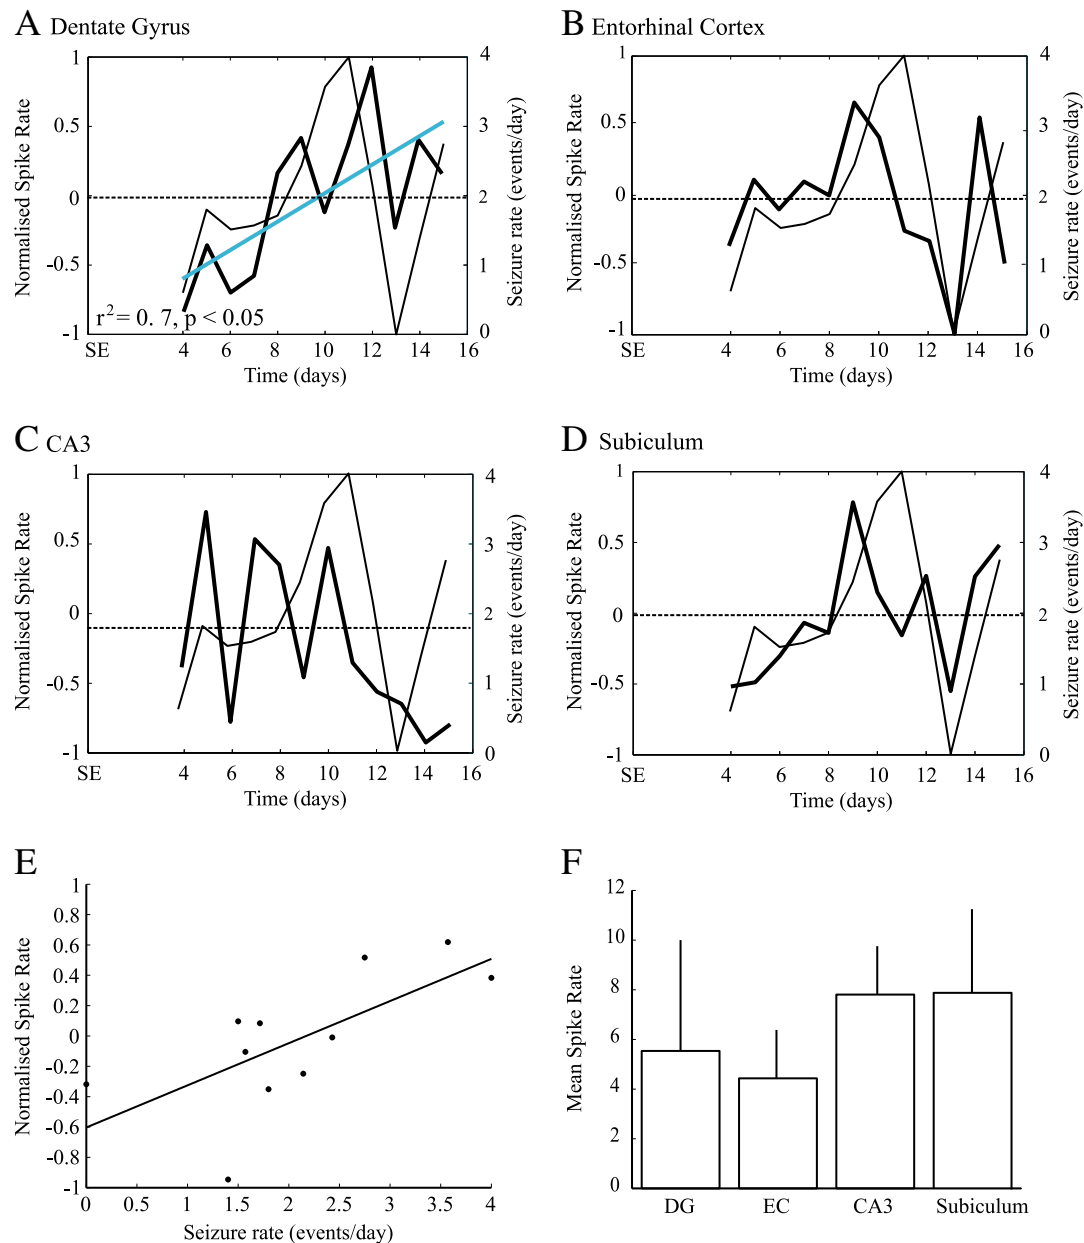 A Dentate Gyrus
1
0.5
0
-0.5
-1
Normalised Spike Rate
4
3
2
1
0
Seizure rate (events/day)
r²= 0. 7, p < 0.05
SE 4 6 8 10 12 14 16
Time (days)
B Entorhinal Cortex
1
0.5
0
-0.5
-1
Normalised Spike Rate
4
3
2
1
0
Seizure rate (events/day)
SE 4 6 8 10 12 14 16
Time (days)
C CA3
1
0.5
0
-0.5
-1
Normalised Spike Rate
4
3
2
1
0
Seizure rate (events/day)
SE 4 6 8 10 12 14 16
Time (days)
D Subiculum
1
0.5
0
-0.5
-1
Normalised Spike Rate
4
3
2
1
0
Seizure rate (events/day)
SE 4 6 8 10 12 14 16
Time (days)
E
1
0.8
0.6
0.4
0.2
0
-0.2
-0.4
-0.6
-0.8
-1
Normalised Spike Rate
0 0.5 1 1.5 2 2.5 3 3.5 4
Seizure rate (events/day)
F
12
10
8
6
4
2
0
Mean Spike Rate
DG EC CA3 Subiculum